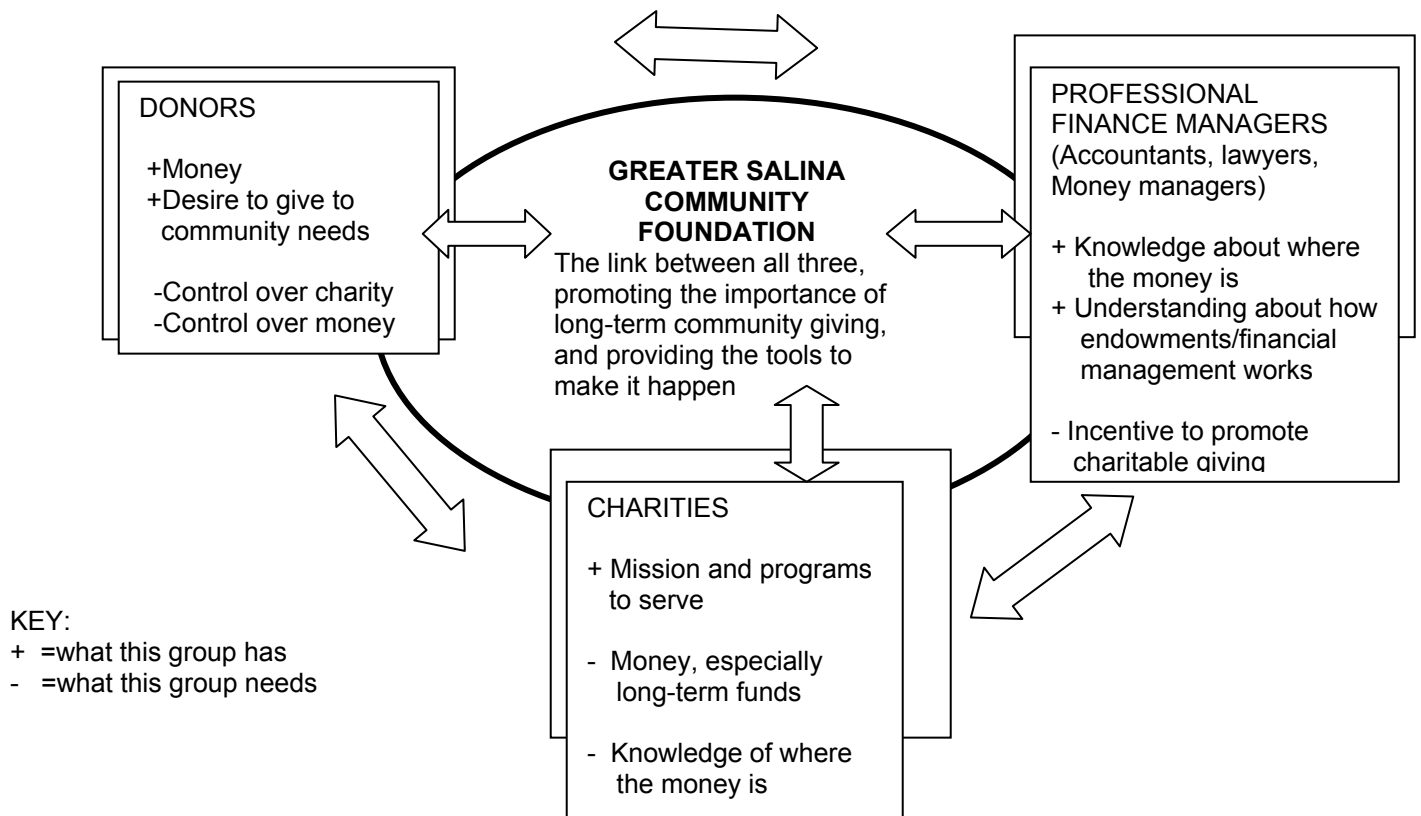 DONORS
+Money
+Desire to give to
community needs
-Control over charity
-Control over money
GREATER SALINA
COMMUNITY
FOUNDATION
The link between all three,
promoting the importance of
long-term community giving,
and providing the tools to
make it happen
PROFESSIONAL
FINANCE MANAGERS
(Accountants, lawyers,
Money managers)
+ Knowledge about where
the money is
+ Understanding about how
endowments/financial
management works
- Incentive to promote
charitable giving
CHARITIES
+ Mission and programs
to serve
- Money, especially
long-term funds
- Knowledge of where
the money is
KEY:
+ =what this group has
- =what this group needs